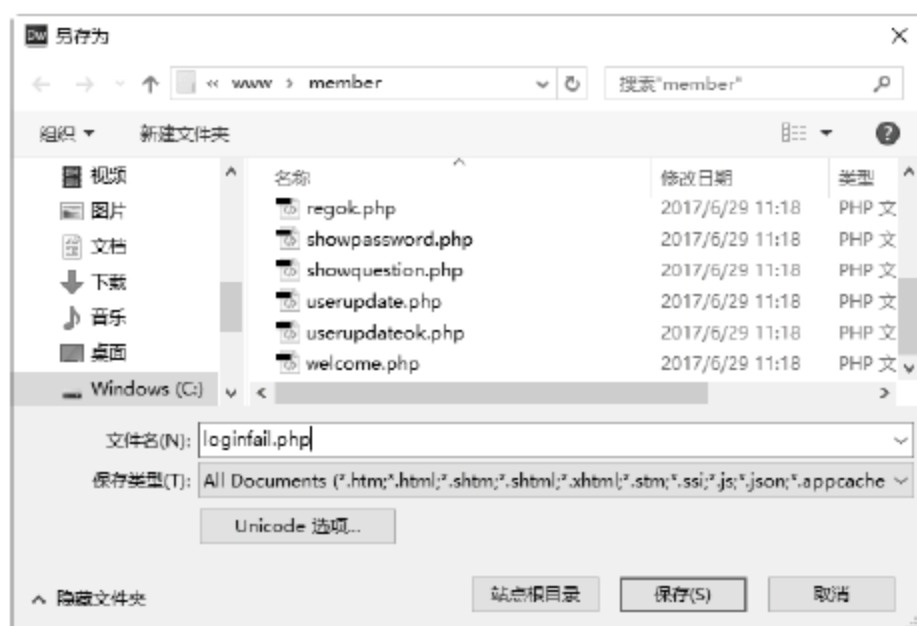 Dw 另存为
« www › member
搜索"member"
组织 新建文件夹
视频
图片
文档
下载
音乐
桌面
Windows (C:)
名称 修改日期 类型
regok.php 2017/6/29 11:18 PHP 文
showpassword.php 2017/6/29 11:18 PHP 文
showquestion.php 2017/6/29 11:18 PHP 文
userupdate.php 2017/6/29 11:18 PHP 文
userupdateok.php 2017/6/29 11:18 PHP 文
welcome.php 2017/6/29 11:18 PHP 文
文件名(N): loginfail.php
保存类型(T): All Documents (*.htm;*.html;*.shtm;*.shtml;*.xhtml;*.stm;*.ssi;*.js;*.json;*.appcache
Unicode 选项...
隐藏文件夹 站点根目录 保存(S) 取消